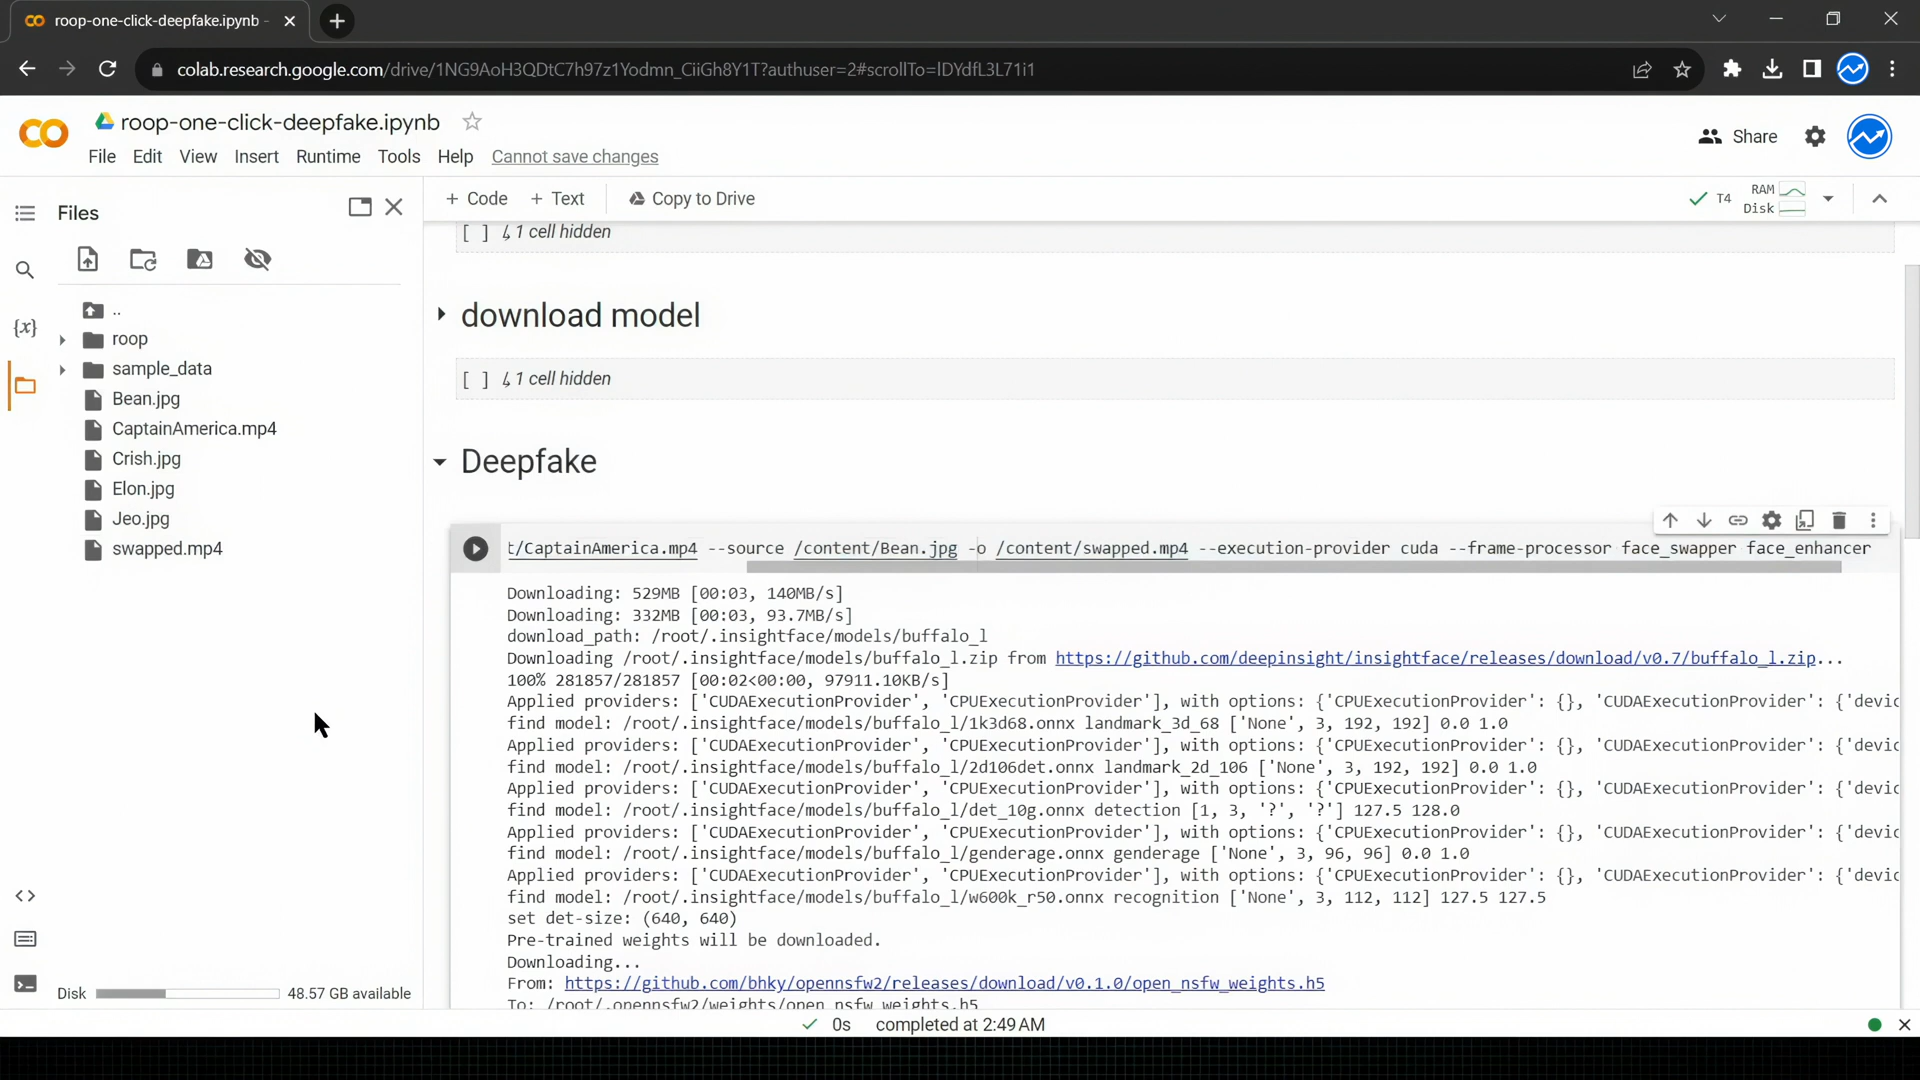 roop-one-click-deepfake.ipynb -
colab.research.google.com/drive/1NG9AoH3QDtC7h97z1Yodmn_CiiGh8Y1T?authuser=2#scrollTo=lDYdfL3L71i1
roop-one-click-deepfake.ipynb
Share
File Edit View Insert Runtime Tools Help Cannot save changes
Files
+ Code + Text Copy to Drive
T4 RAM
Disk
..
roop
sample_data
Bean.jpg
CaptainAmerica.mp4
Crish.jpg
Elon.jpg
Jeo.jpg
swapped.mp4
Disk 48.57 GB available
[ ] ↳ 1 cell hidden
download model
[ ] ↳ 1 cell hidden
Deepfake
t/CaptainAmerica.mp4 --source /content/Bean.jpg -o /content/swapped.mp4 --execution-provider cuda --frame-processor face_swapper face_enhancer
Downloading: 529MB [00:03, 140MB/s]
Downloading: 332MB [00:03, 93.7MB/s]
download_path: /root/.insightface/models/buffalo_l
Downloading /root/.insightface/models/buffalo_l.zip from https://github.com/deepinsight/insightface/releases/download/v0.7/buffalo_l.zip...
100% 281857/281857 [00:02<00:00, 97911.10KB/s]
Applied providers: ['CUDAExecutionProvider', 'CPUExecutionProvider'], with options: {'CPUExecutionProvider': {}, 'CUDAExecutionProvider': {'devic
find model: /root/.insightface/models/buffalo_l/1k3d68.onnx landmark_3d_68 ['None', 3, 192, 192] 0.0 1.0
Applied providers: ['CUDAExecutionProvider', 'CPUExecutionProvider'], with options: {'CPUExecutionProvider': {}, 'CUDAExecutionProvider': {'devic
find model: /root/.insightface/models/buffalo_l/2d106det.onnx landmark_2d_106 ['None', 3, 192, 192] 0.0 1.0
Applied providers: ['CUDAExecutionProvider', 'CPUExecutionProvider'], with options: {'CPUExecutionProvider': {}, 'CUDAExecutionProvider': {'devic
find model: /root/.insightface/models/buffalo_l/det_10g.onnx detection [1, 3, '?', '?'] 127.5 128.0
Applied providers: ['CUDAExecutionProvider', 'CPUExecutionProvider'], with options: {'CPUExecutionProvider': {}, 'CUDAExecutionProvider': {'devic
find model: /root/.insightface/models/buffalo_l/genderage.onnx genderage ['None', 3, 96, 96] 0.0 1.0
Applied providers: ['CUDAExecutionProvider', 'CPUExecutionProvider'], with options: {'CPUExecutionProvider': {}, 'CUDAExecutionProvider': {'devic
find model: /root/.insightface/models/buffalo_l/w600k_r50.onnx recognition ['None', 3, 112, 112] 127.5 127.5
set det-size: (640, 640)
Pre-trained weights will be downloaded.
Downloading...
From: https://github.com/bhky/opennsfw2/releases/download/v0.1.0/open_nsfw_weights.h5
To: /root/.opennsfw2/weights/open_nsfw_weights.h5
0s completed at 2:49 AM